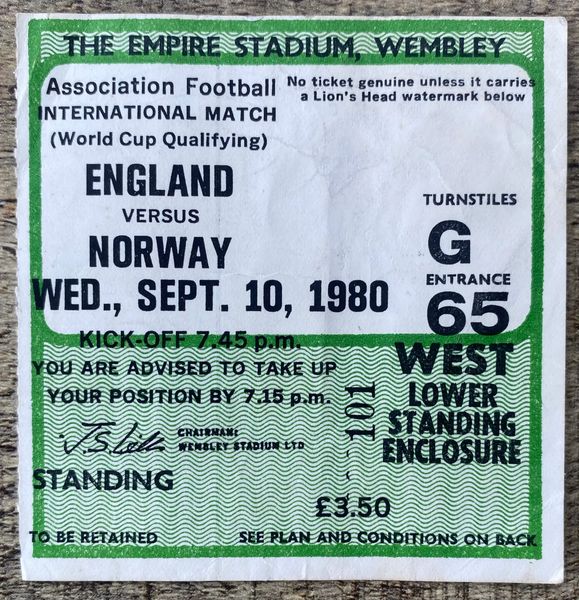 THE EMPIRE STADIUM, WEMBLEY
Association Football
INTERNATIONAL MATCH
(World Cup Qualifying)
No ticket genuine unless it carries
a Lion's Head watermark below
ENGLAND
VERSUS
NORWAY
WED., SEPT. 10, 1980
KICK-OFF 7.45 p.m.
YOU ARE ADVISED TO TAKE UP
YOUR POSITION BY 7.15 p.m.
TURNSTILES
G
ENTRANCE
65
WEST
LOWER
STANDING
ENCLOSURE
101
CHAIRMAN:
WEMBLEY STADIUM LTD
STANDING
£3.50
TO BE RETAINED
SEE PLAN AND CONDITIONS ON BACK